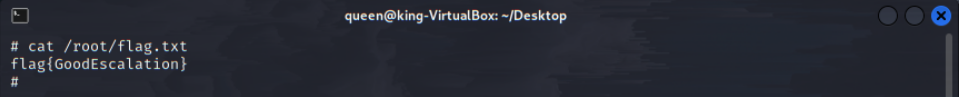 queen@king-VirtualBox: ~/Desktop
# cat /root/flag.txt
flag{GoodEscalation}
#